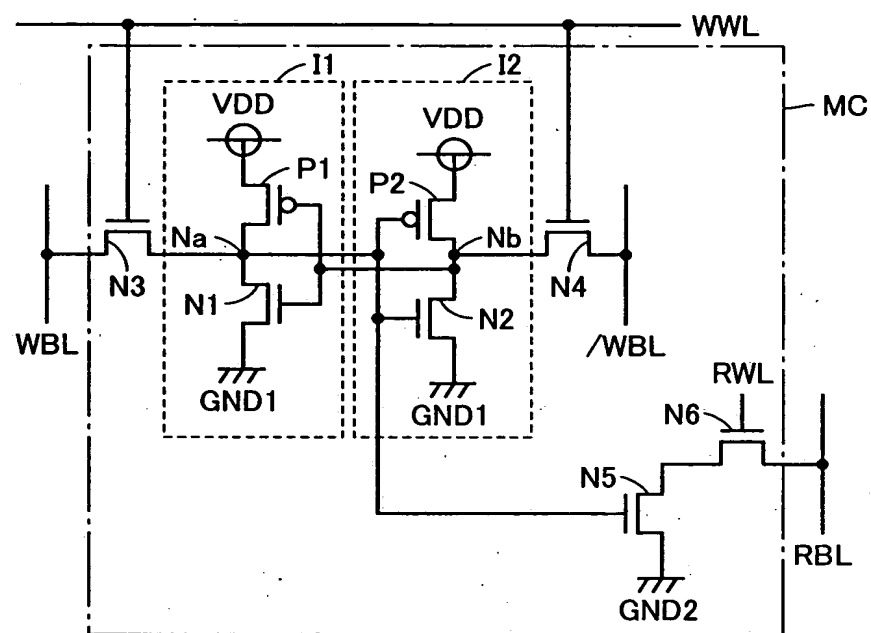 WWL
I1
I2
MC
VDD
VDD
P1
P2
Na
Nb
N3
N4
N1
N2
WBL
/WBL
GND1
GND1
RWL
N6
N5
RBL
GND2